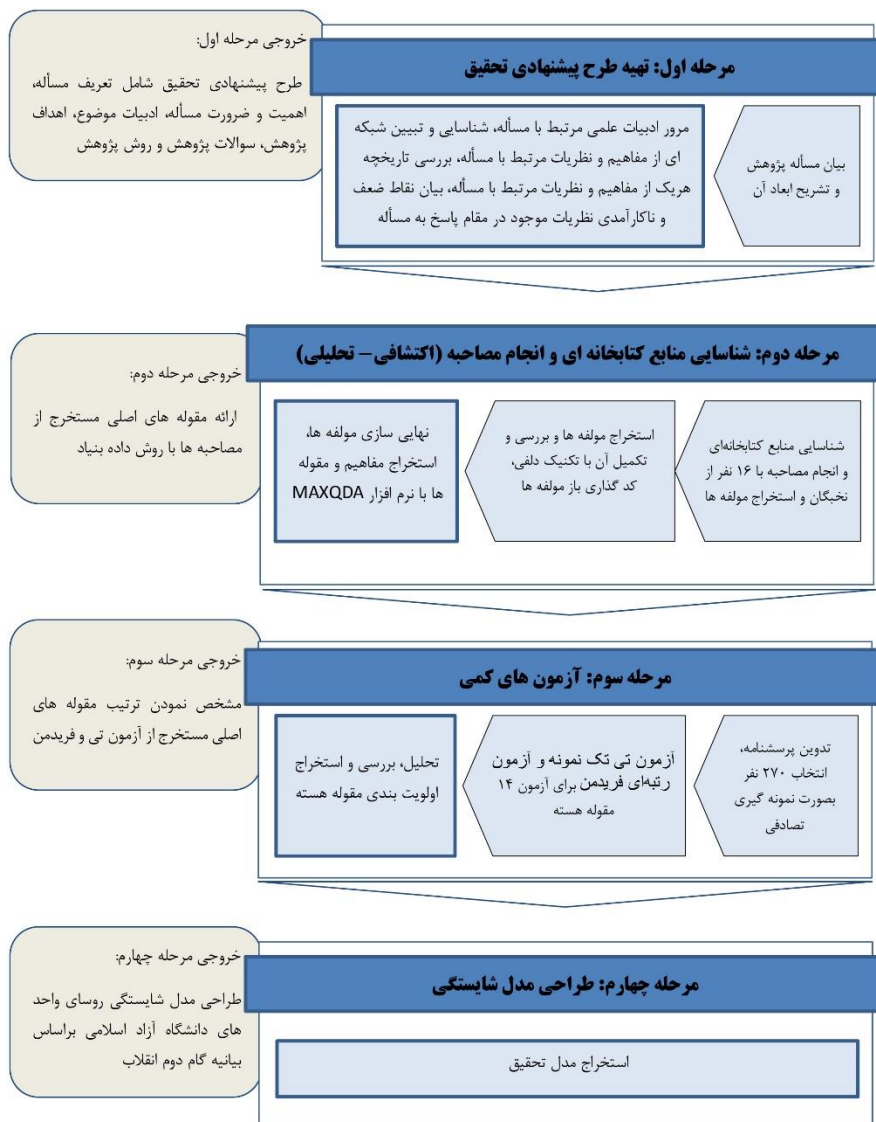 مرحله اول: تهیه طرح پیشنهادی تحقیق
بیان مسأله پژوهش
و تشریح ابعاد آن
مرور ادبیات علمی مرتبط با مسأله، شناسایی و تبیین شبکه
ای از مفاهیم و نظریات مرتبط با مسأله، بررسی تاریخچه
هریک از مفاهیم و نظریات مرتبط با مسأله، بیان نقاط ضعف
و ناکارآمدی نظریات موجود در مقام پاسخ به مسأله
خروجی مرحله اول:
طرح پیشنهادی تحقیق شامل تعریف مسأله،
اهمیت و ضرورت مسأله، ادبیات موضوع، اهداف
پژوهش، سوالات پژوهش و روش پژوهش
مرحله دوم: شناسایی منابع کتابخانه ای و انجام مصاحبه (اکتشافی– تحلیلی)
شناسایی منابع کتابخانه‌ای
و انجام مصاحبه با ۱۶ نفر از
نخبگان و استخراج مولفه ها
استخراج مولفه ها و بررسی و
تکمیل آن با تکنیک دلفی،
کد گذاری باز مولفه ها
نهایی سازی مولفه ها،
استخراج مفاهیم و مقوله
ها با نرم افزار MAXQDA
خروجی مرحله دوم:
ارائه مقوله های اصلی مستخرج از
مصاحبه ها با روش داده بنیاد
مرحله سوم: آزمون های کمی
تدوین پرسشنامه،
انتخاب ۲۷۰ نفر
بصورت نمونه گیری
تصادفی
آزمون تی تک نمونه و آزمون
رتبه‌ای فریدمن برای آزمون ۱۴
مقوله هسته
تحلیل، بررسی و استخراج
اولویت بندی مقوله هسته
خروجی مرحله سوم:
مشخص نمودن ترتیب مقوله های
اصلی مستخرج از آزمون تی و فریدمن
مرحله چهارم: طراحی مدل شایستگی
استخراج مدل تحقیق
خروجی مرحله چهارم:
طراحی مدل شایستگی روسای واحد
های دانشگاه آزاد اسلامی براساس
بیانیه گام دوم انقلاب